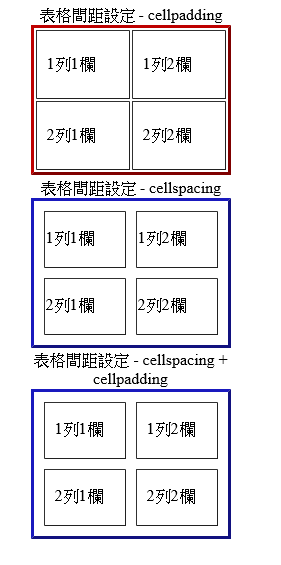 表格間距設定 - cellpadding
1列1欄 1列2欄
2列1欄 2列2欄
表格間距設定 - cellspacing
1列1欄 1列2欄
2列1欄 2列2欄
表格間距設定 - cellspacing +
cellpadding
1列1欄 1列2欄
2列1欄 2列2欄